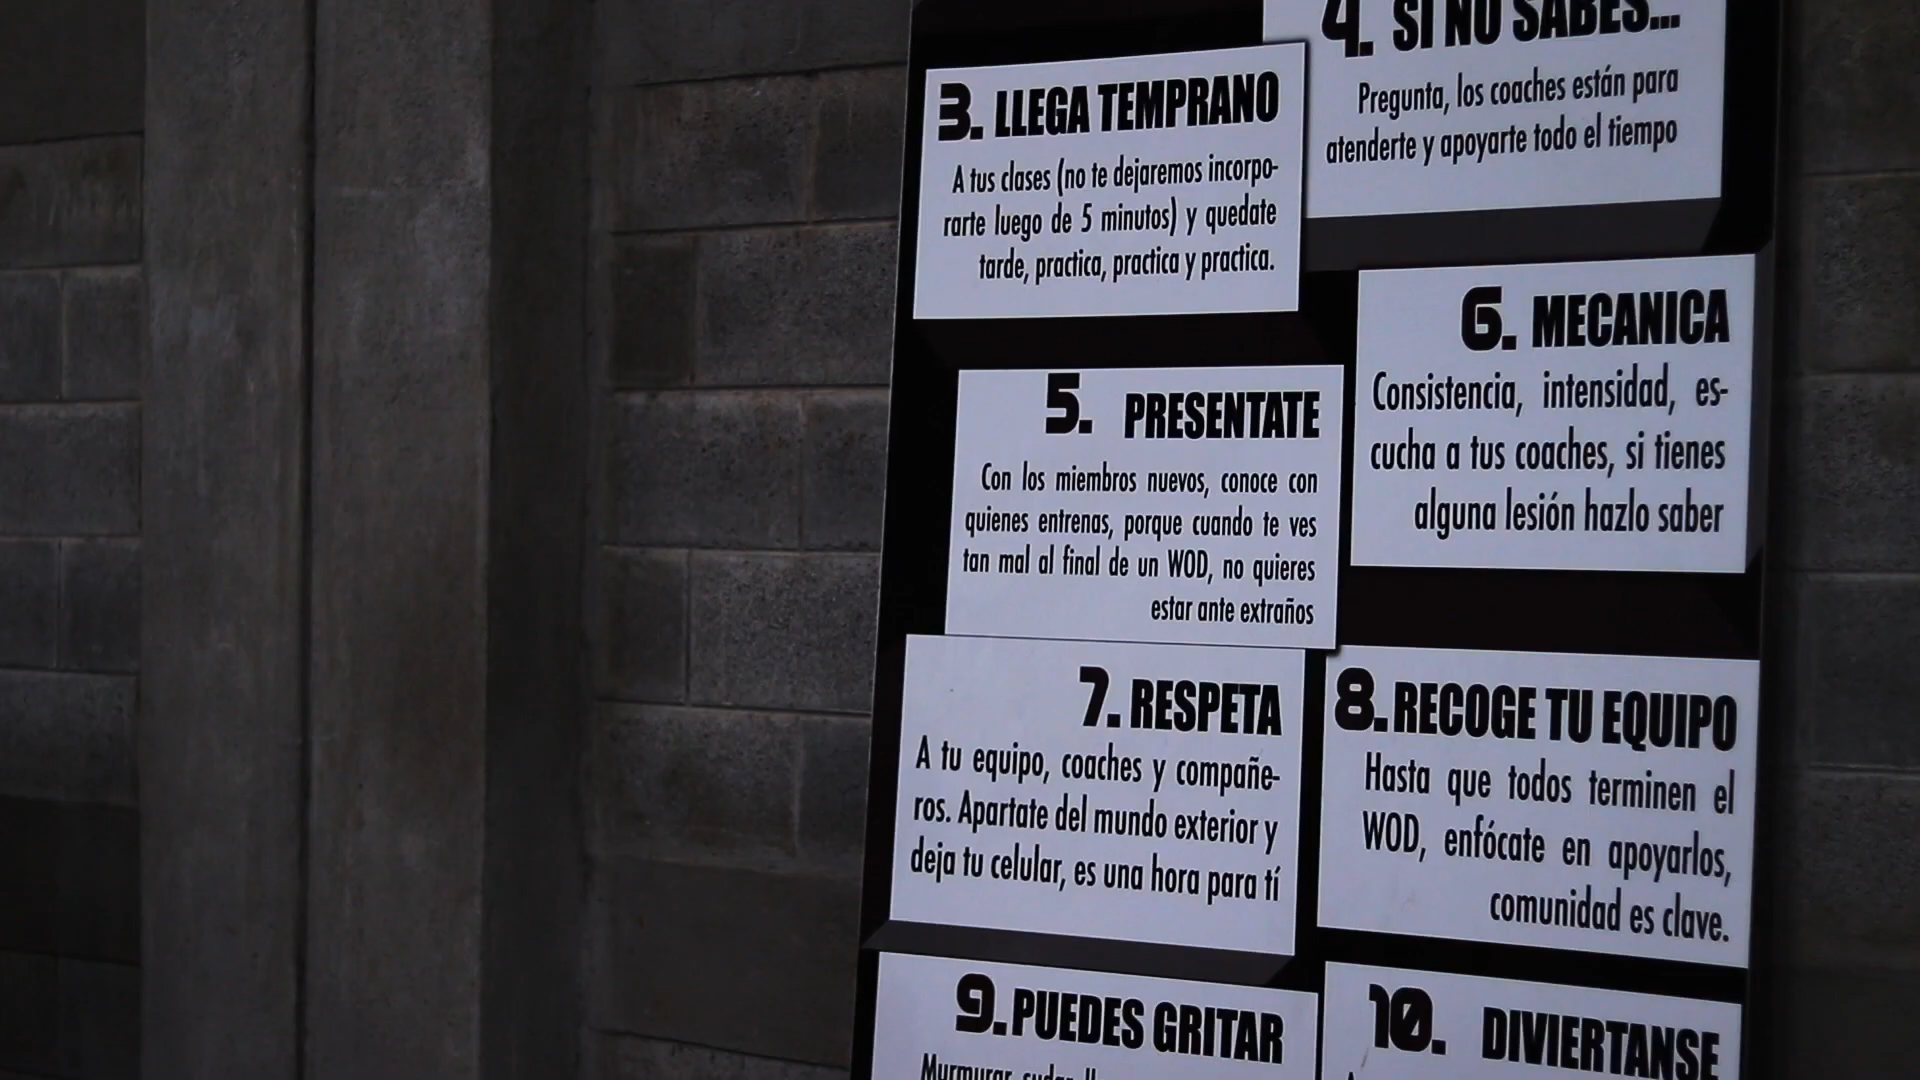 3. LLEGA TEMPRANO
A tus clases (no te dejaremos incorpo-
rarte luego de 5 minutos) y quedate
tarde, practica, practica y practica.
4. SI NO SABES...
Pregunta, los coaches están para
atenderte y apoyarte todo el tiempo
5. PRESENTATE
Con los miembros nuevos, conoce con
quienes entrenas, porque cuando te ves
tan mal al final de un WOD, no quieres
estar ante extraños
6. MECANICA
Consistencia, intensidad, es-
cucha a tus coaches, si tienes
alguna lesión hazlo saber
7. RESPETA
A tu equipo, coaches y compañe-
ros. Apartate del mundo exterior y
deja tu celular, es una hora para tí
8. RECOGE TU EQUIPO
Hasta que todos terminen el
WOD, enfócate en apoyarlos,
comunidad es clave.
9. PUEDES GRITAR
Murmurar, sudar
10. DIVIERTANSE